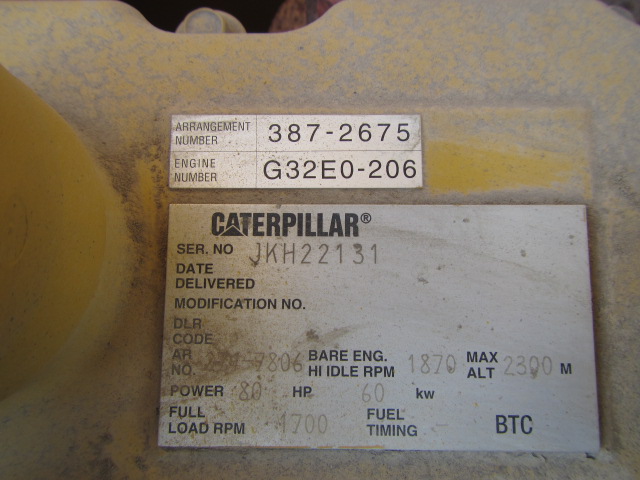 ARRANGEMENT NUMBER 387-2675
ENGINE NUMBER G32E0-206
CATERPILLAR®
SER. NO JKH22131
DATE
DELIVERED
MODIFICATION NO.
DLR
CODE
AR NO. BARE ENG. HI IDLE RPM 1870 MAX ALT 2300 M
POWER 80 HP 60 kw
FULL LOAD RPM 1700 FUEL TIMING - BTC